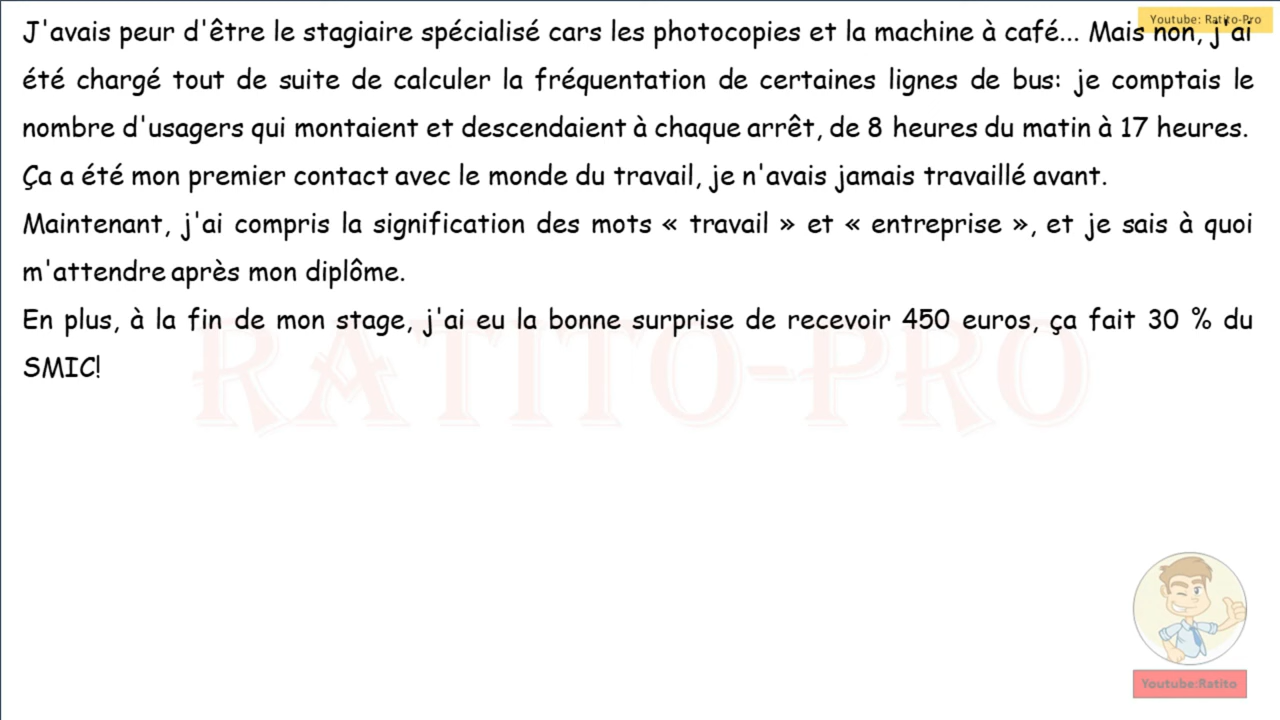 Youtube: Ratito-Pro
J'avais peur d'être le stagiaire spécialisé cars les photocopies et la machine à café... Mais non, j'ai
été chargé tout de suite de calculer la fréquentation de certaines lignes de bus: je comptais le
nombre d'usagers qui montaient et descendaient à chaque arrêt, de 8 heures du matin à 17 heures.
Ça a été mon premier contact avec le monde du travail, je n'avais jamais travaillé avant.
Maintenant, j'ai compris la signification des mots « travail » et « entreprise », et je sais à quoi
m'attendre après mon diplôme.
En plus, à la fin de mon stage, j'ai eu la bonne surprise de recevoir 450 euros, ça fait 30 % du
SMIC!
RATITO-PRO
Youtube:Ratito